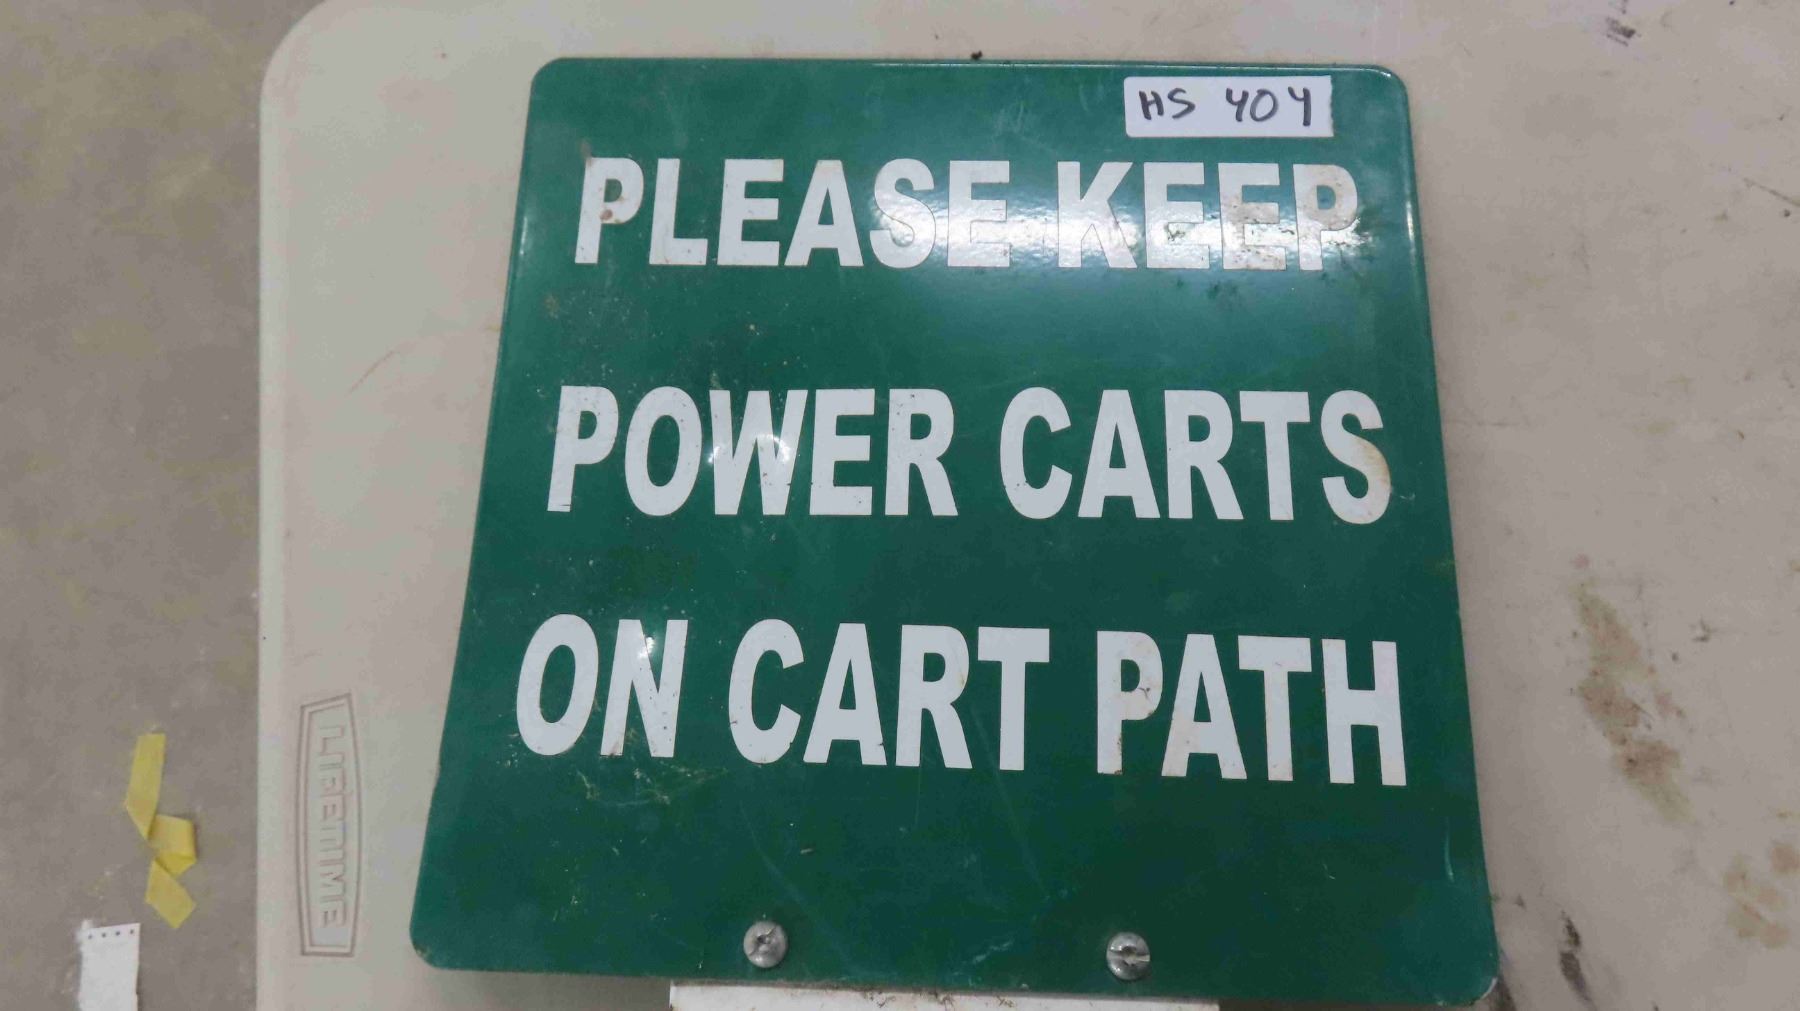 HS 404
PLEASE KEEP
POWER CARTS
ON CART PATH
LIFETIME